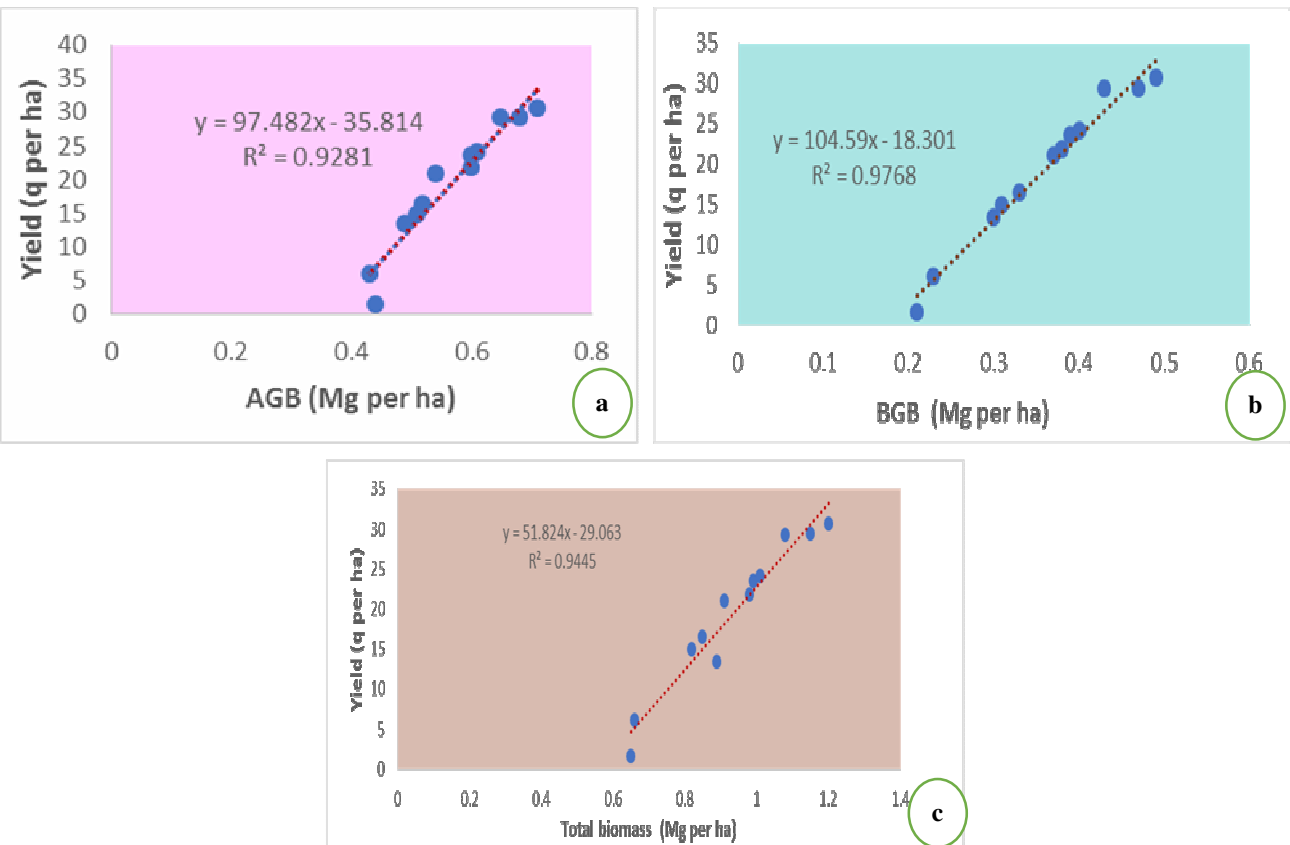 40
35
30
25
20
15
10
5
0
Yield (q per ha)
y = 97.482x - 35.814
R² = 0.9281
0 0.2 0.4 0.6 0.8
AGB (Mg per ha)
a
35
30
25
20
15
10
5
0
Yield (q per ha)
y = 104.59x - 18.301
R² = 0.9768
0 0.1 0.2 0.3 0.4 0.5 0.6
BGB (Mg per ha)
b
35
30
25
20
15
10
5
0
Yield (q per ha)
y = 51.824x - 29.063
R² = 0.9445
0 0.2 0.4 0.6 0.8 1 1.2 1.4
Total biomass (Mg per ha)
c